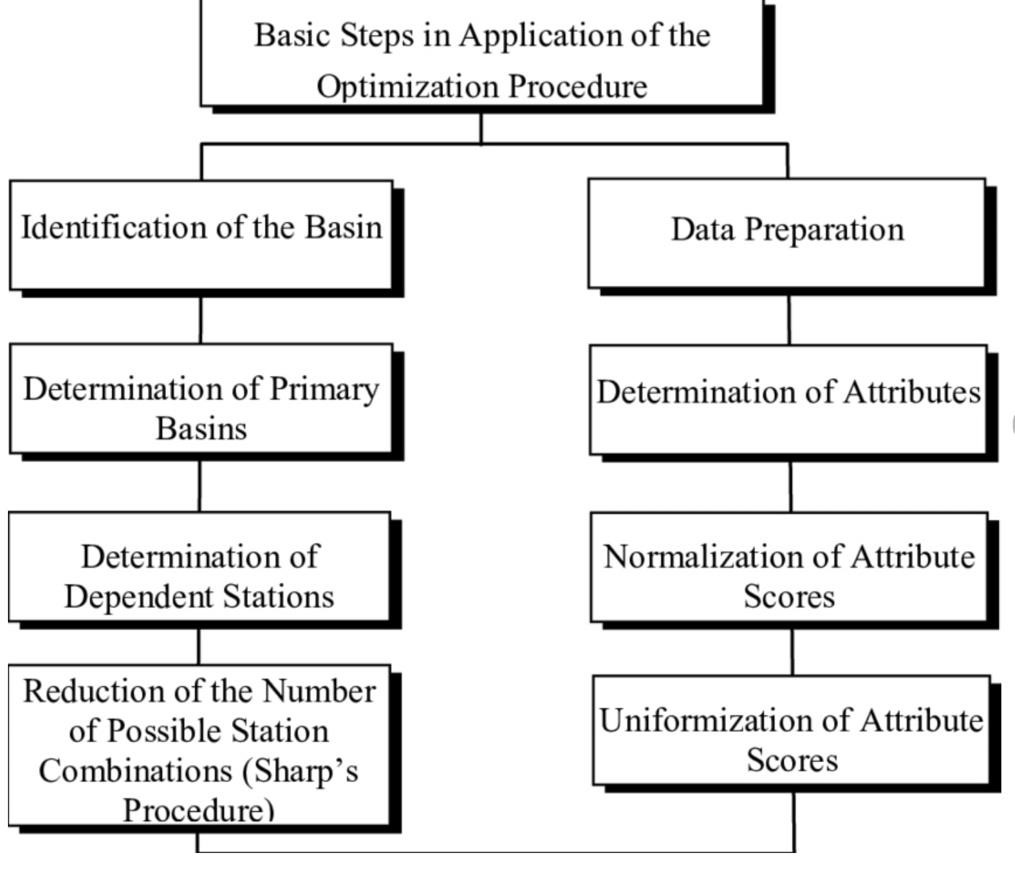 Basic Steps in Application of the
Optimization Procedure
Identification of the Basin
Data Preparation
Determination of Primary
Basins
Determination of Attributes
Determination of
Dependent Stations
Normalization of Attribute
Scores
Reduction of the Number
of Possible Station
Combinations (Sharp’s
Procedure)
Uniformization of Attribute
Scores